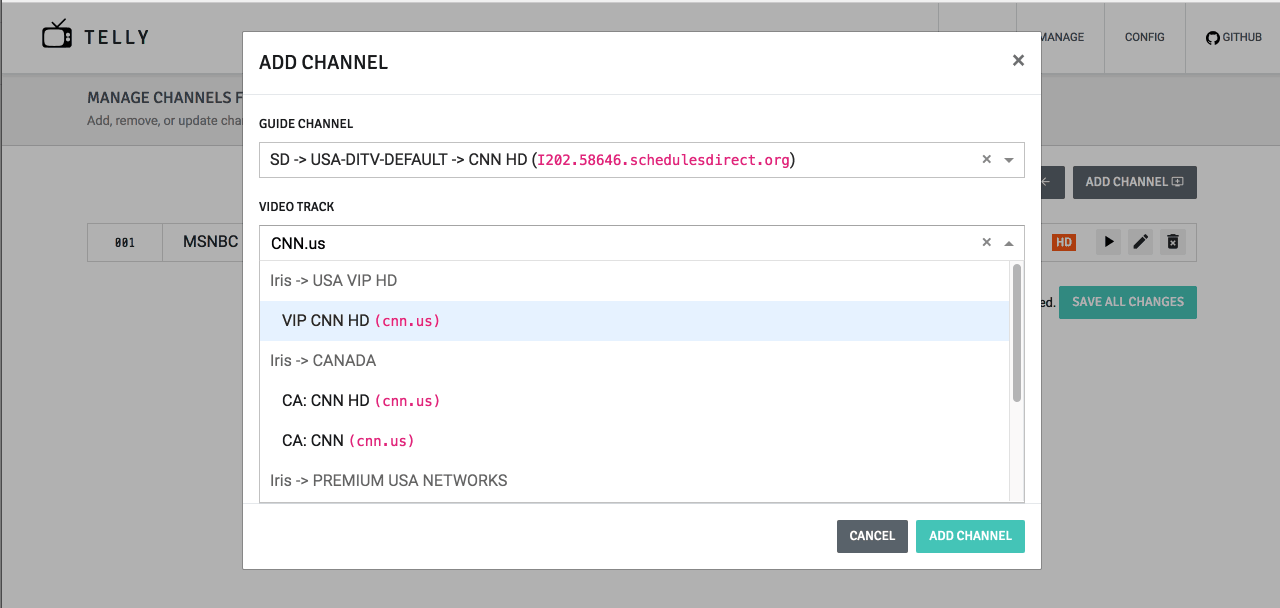 TELLY
MANAGE
CONFIG
GITHUB
ADD CHANNEL
×
MANAGE CHANNELS F
Add, remove, or update cha
GUIDE CHANNEL
SD -> USA-DITV-DEFAULT -> CNN HD (I202.58646.schedulesdirect.org)
×
ADD CHANNEL
VIDEO TRACK
001
MSNBC
CNN.us
×
HD
Iris -> USA VIP HD
VIP CNN HD (cnn.us)
ed.
SAVE ALL CHANGES
Iris -> CANADA
CA: CNN HD (cnn.us)
CA: CNN (cnn.us)
Iris -> PREMIUM USA NETWORKS
CANCEL
ADD CHANNEL